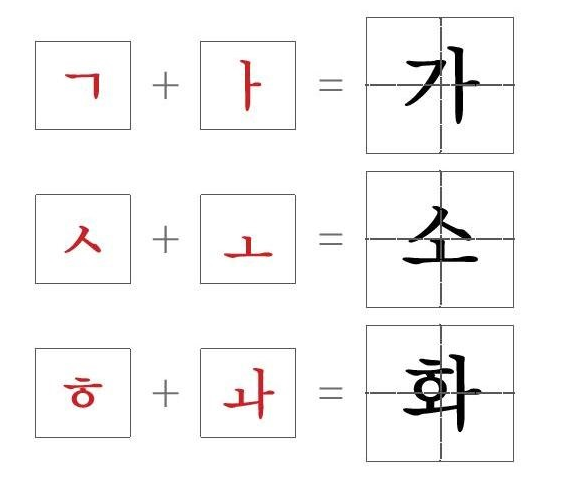 ㄱ + ㅏ = 가
ㅅ + ㅗ = 소
ㅎ + ㅘ = 화